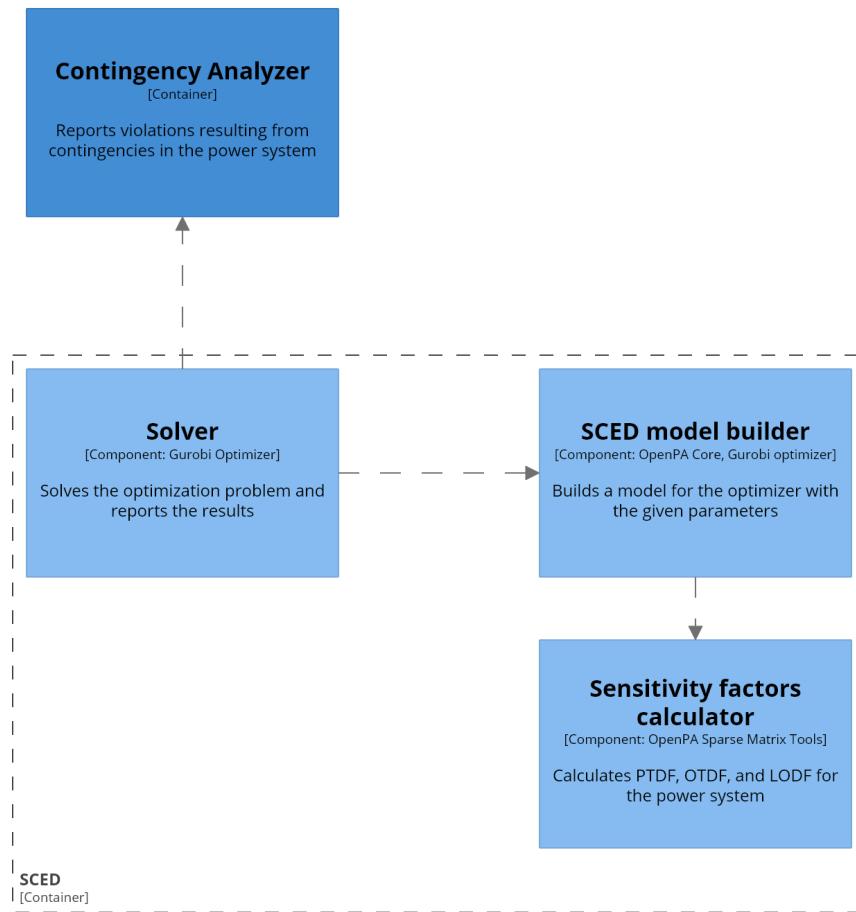 Contingency Analyzer
[Container]
Reports violations resulting from
contingencies in the power system
Solver
[Component: Gurobi Optimizer]
Solves the optimization problem and
reports the results
SCED model builder
[Component: OpenPA Core, Gurobi optimizer]
Builds a model for the optimizer with
the given parameters
Sensitivity factors
calculator
[Component: OpenPA Sparse Matrix Tools]
Calculates PTDF, OTDF, and LODF for
the power system
SCED
[Container]